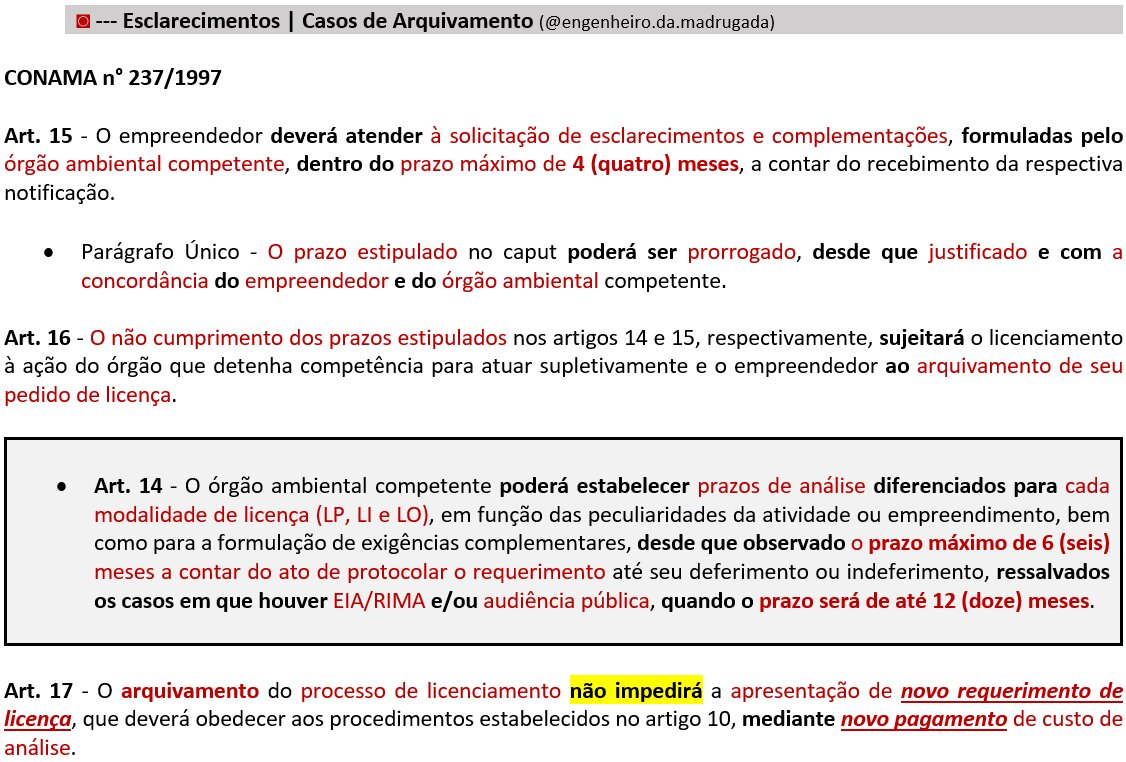 ◙ --- Esclarecimentos | Casos de Arquivamento (@engenheiro.da.madrugada)
CONAMA n° 237/1997
Art. 15 - O empreendedor deverá atender à solicitação de esclarecimentos e complementações, formuladas pelo
órgão ambiental competente, dentro do prazo máximo de 4 (quatro) meses, a contar do recebimento da respectiva
notificação.
• Parágrafo Único - O prazo estipulado no caput poderá ser prorrogado, desde que justificado e com a
concordância do empreendedor e do órgão ambiental competente.
Art. 16 - O não cumprimento dos prazos estipulados nos artigos 14 e 15, respectivamente, sujeitará o licenciamento
à ação do órgão que detenha competência para atuar supletivamente e o empreendedor ao arquivamento de seu
pedido de licença.
• Art. 14 - O órgão ambiental competente poderá estabelecer prazos de análise diferenciados para cada
modalidade de licença (LP, LI e LO), em função das peculiaridades da atividade ou empreendimento, bem
como para a formulação de exigências complementares, desde que observado o prazo máximo de 6 (seis)
meses a contar do ato de protocolar o requerimento até seu deferimento ou indeferimento, ressalvados
os casos em que houver EIA/RIMA e/ou audiência pública, quando o prazo será de até 12 (doze) meses.
Art. 17 - O arquivamento do processo de licenciamento não impedirá a apresentação de novo requerimento de
licença, que deverá obedecer aos procedimentos estabelecidos no artigo 10, mediante novo pagamento de custo de
análise.